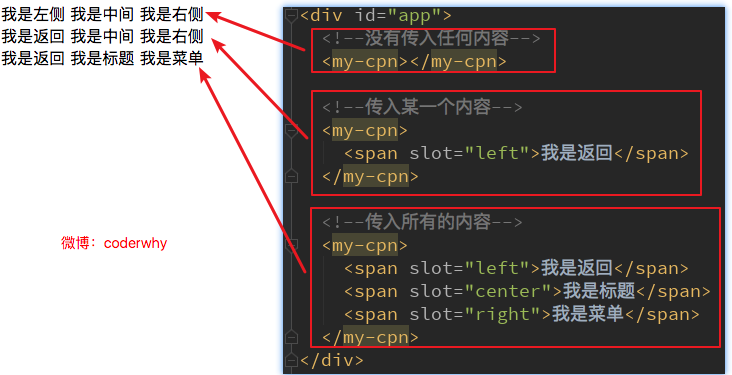 我是左侧 我是中间 我是右侧
我是返回 我是中间 我是右侧
我是返回 我是标题 我是菜单
微博：coderwhy
<div id="app">
<!--没有传入任何内容-->
<my-cpn></my-cpn>
<!--传入某一个内容-->
<my-cpn>
<span slot="left">我是返回</span>
</my-cpn>
<!--传入所有的内容-->
<my-cpn>
<span slot="left">我是返回</span>
<span slot="center">我是标题</span>
<span slot="right">我是菜单</span>
</my-cpn>
</div>